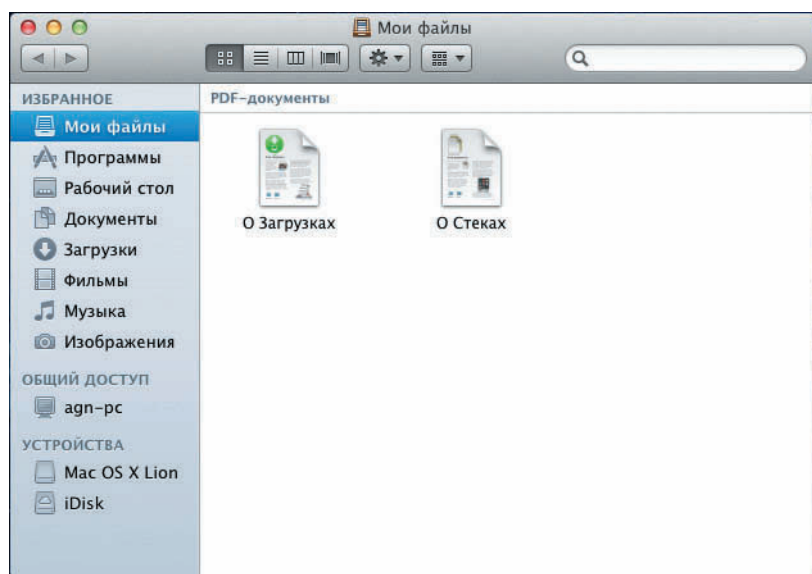 Мои файлы
ИЗБРАННОЕ
Мои файлы
Программы
Рабочий стол
Документы
Загрузки
Фильмы
Музыка
Изображения
ОБЩИЙ ДОСТУП
agn-pc
УСТРОЙСТВА
Mac OS X Lion
iDisk
PDF-документы
О Загрузках
О Стеках